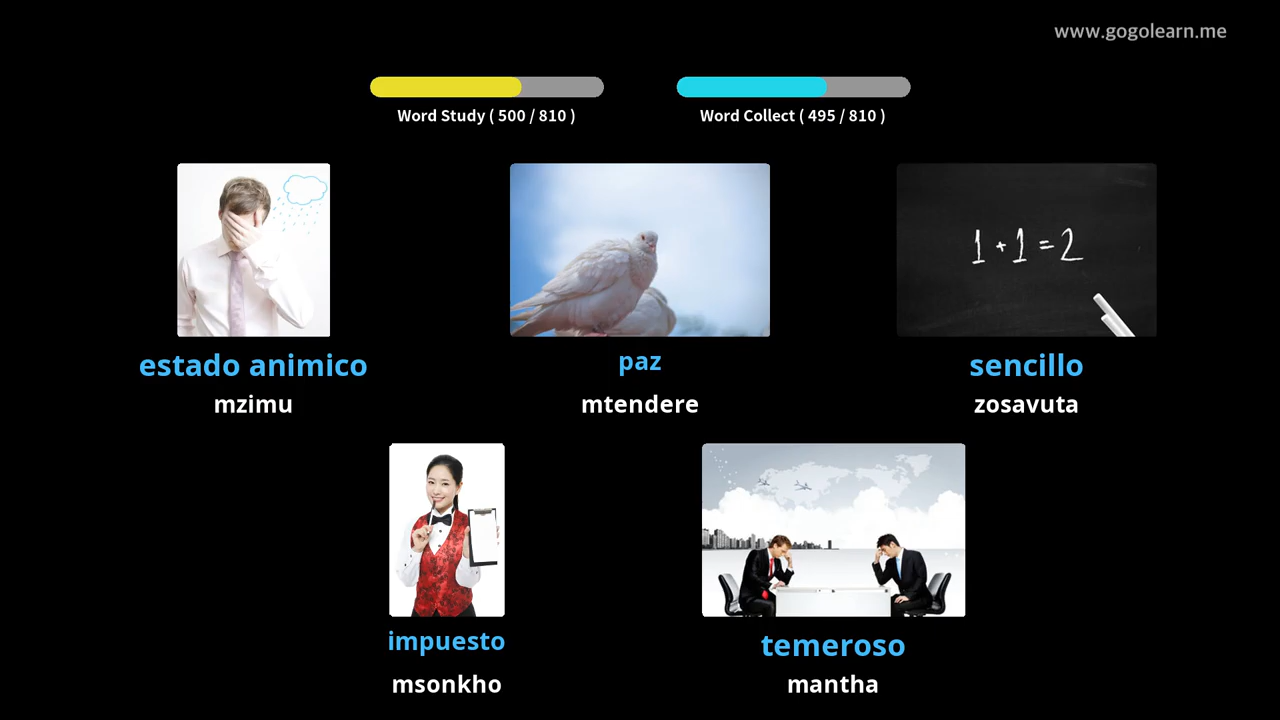 www.gogolearn.me
Word Study ( 500 / 810 )
Word Collect ( 495 / 810 )
1 + 1 = 2
estado animico
mzimu
paz
mtendere
sencillo
zosavuta
impuesto
msonkho
temeroso
mantha